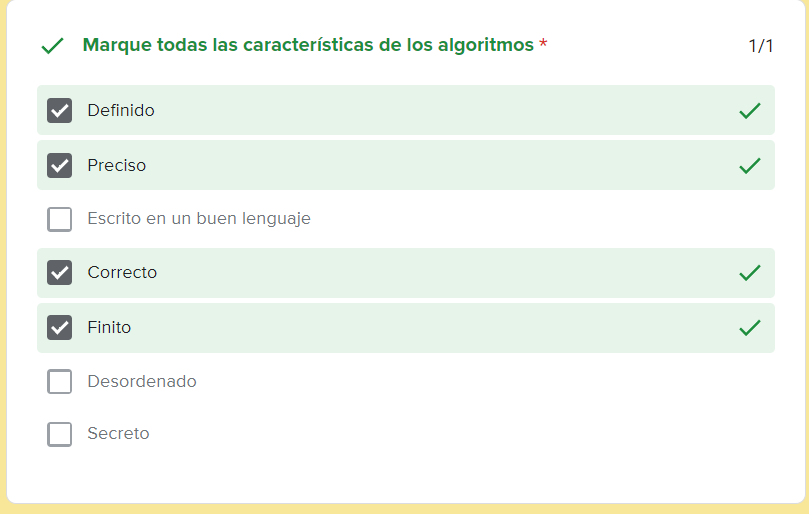 Marque todas las características de los algoritmos * 1/1
Definido
Preciso
Escrito en un buen lenguaje
Correcto
Finito
Desordenado
Secreto